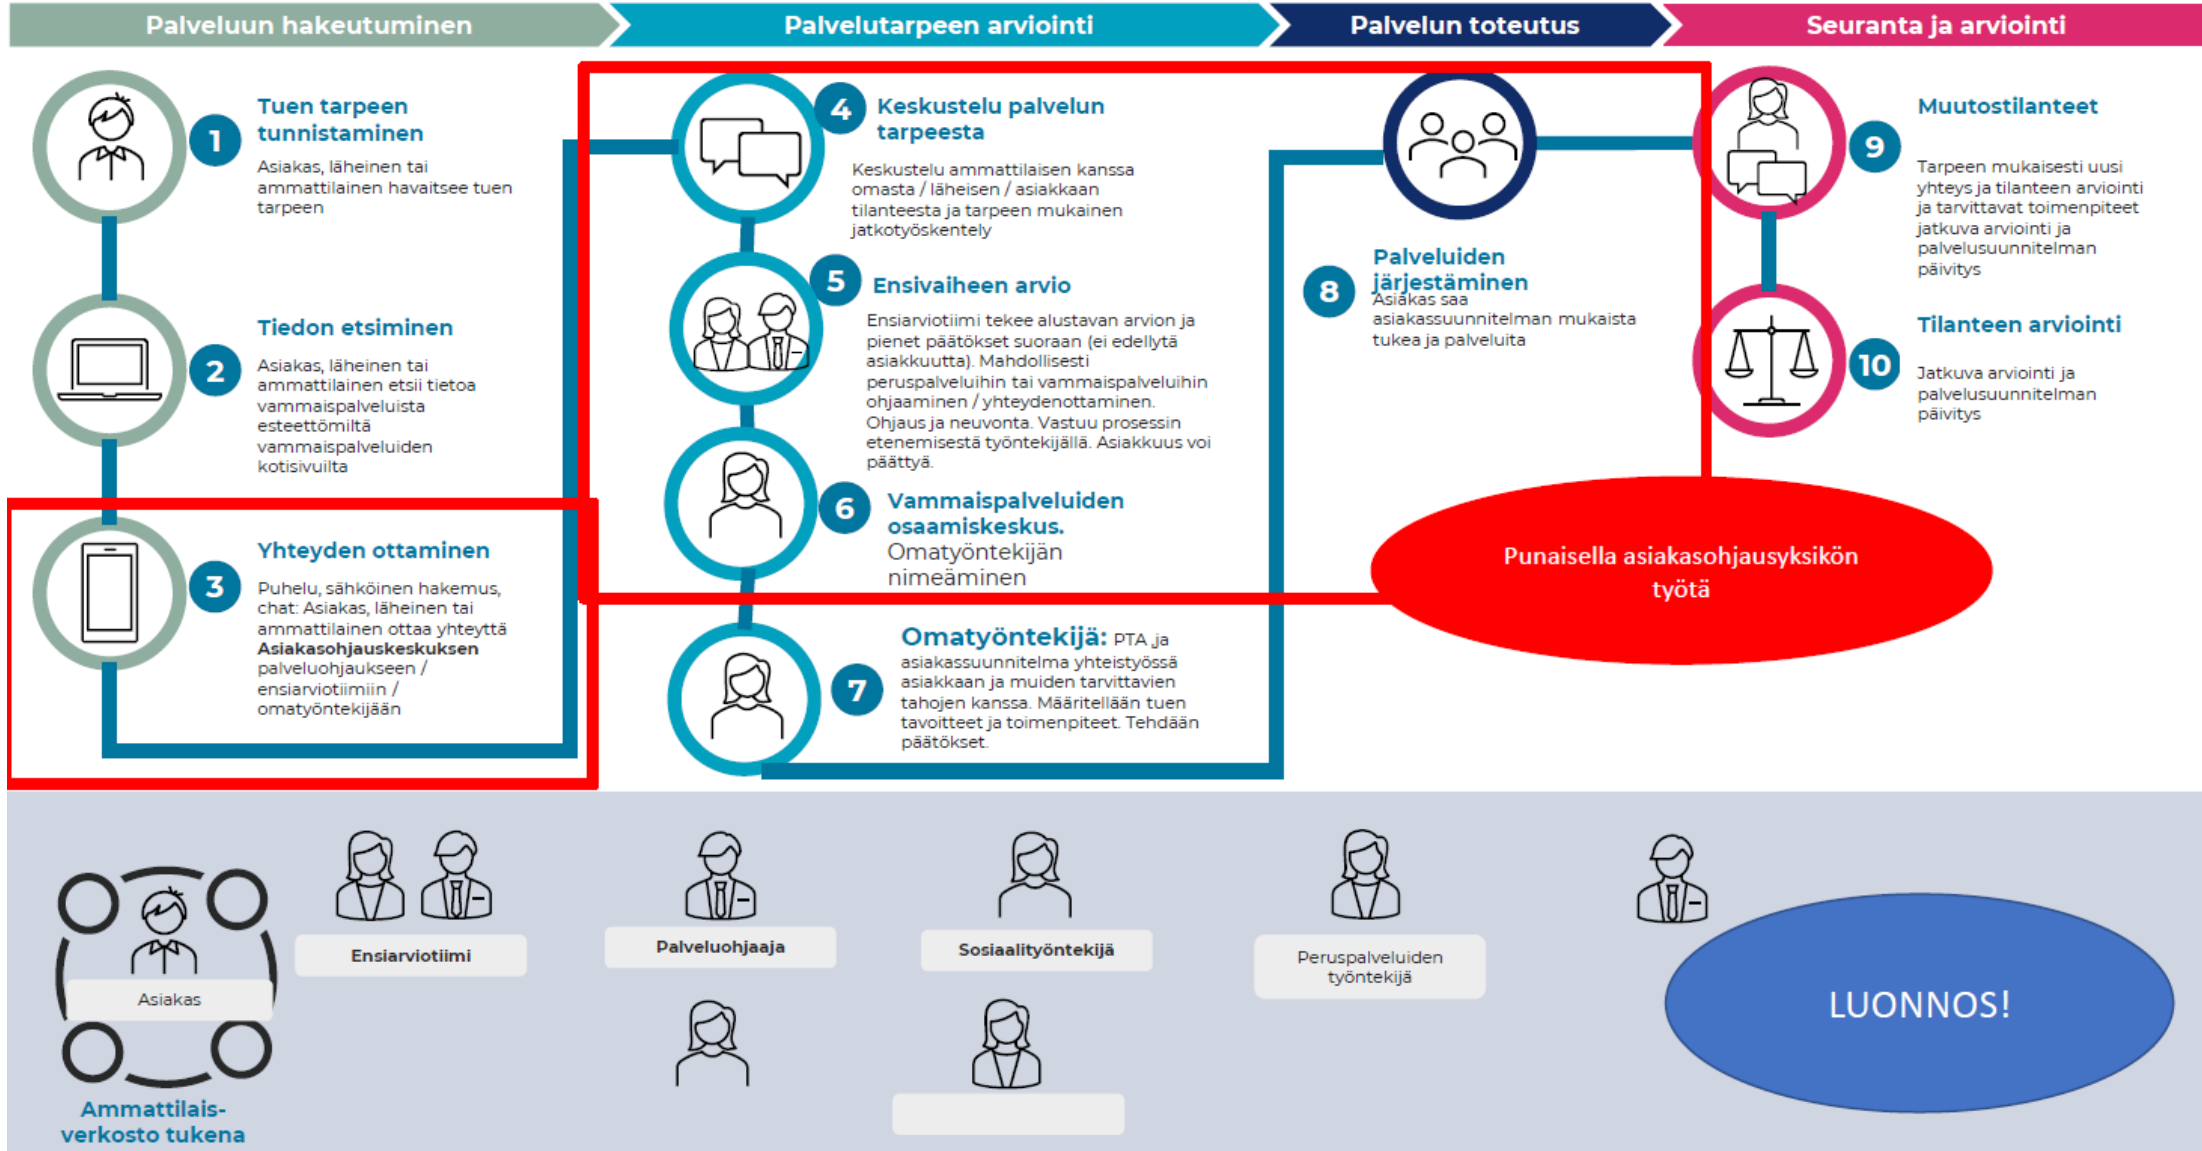 Palveluun hakeutuminen
Palvelutarpeen arviointi
Palvelun toteutus
Seuranta ja arviointi
1
Tuen tarpeen
tunnistaminen
Asiakas, läheinen tai
ammattilainen havaitsee tuen
tarpeen
2
Tiedon etsiminen
Asiakas, läheinen tai
ammattilainen etsii tietoa
vammaispalveluista
esteettömiltä
vammaispalveluiden
kotisivuilta
3
Yhteyden ottaminen
Puhelu, sähköinen hakemus,
chat: Asiakas, läheinen tai
ammattilainen ottaa yhteyttä
Asiakasohjauskeskuksen
palveluohjaukseen /
ensiarviotiimiin /
omatyöntekijään
4
Keskustelu palvelun
tarpeesta
Keskustelu ammattilaisen kanssa
omasta / läheisen / asiakkaan
tilanteesta ja tarpeen mukainen
jatkotyöskentely
5
Ensivaiheen arvio
Ensiarviotiimi tekee alustavan arvion ja
pienet päätökset suoraan (ei edellytä
asiakkuutta). Mahdollisesti
peruspalveluihin tai vammaispalveluihin
ohjaaminen / yhteydenottaminen.
Ohjaus ja neuvonta. Vastuu prosessin
etenemisestä työntekijällä. Asiakkuus voi
päättyä.
6
Vammaispalveluiden
osaamiskeskus.
Omatyöntekijän
nimeäminen
7
Omatyöntekijä: PTA ,ja
asiakassuunnitelma yhteistyössä
asiakkaan ja muiden tarvittavien
tahojen kanssa. Määritellään tuen
tavoitteet ja toimenpiteet. Tehdään
päätökset.
8
Palveluiden
järjestäminen
Asiakas saa
asiakassuunnitelman mukaista
tukea ja palveluita
9
Muutostilanteet
Tarpeen mukaisesti uusi
yhteys ja tilanteen arviointi
ja tarvittavat toimenpiteet
jatkuva arviointi ja
palvelusuunnitelman
päivitys
10
Tilanteen arviointi
Jatkuva arviointi ja
palvelusuunnitelman
päivitys
Punaisella asiakasohjausyksikön
työtä
Asiakas
Ammattilais-
verkosto tukena
Ensiarviotiimi
Palveluohjaaja
Sosiaalityöntekijä
Peruspalveluiden
työntekijä
LUONNOS!